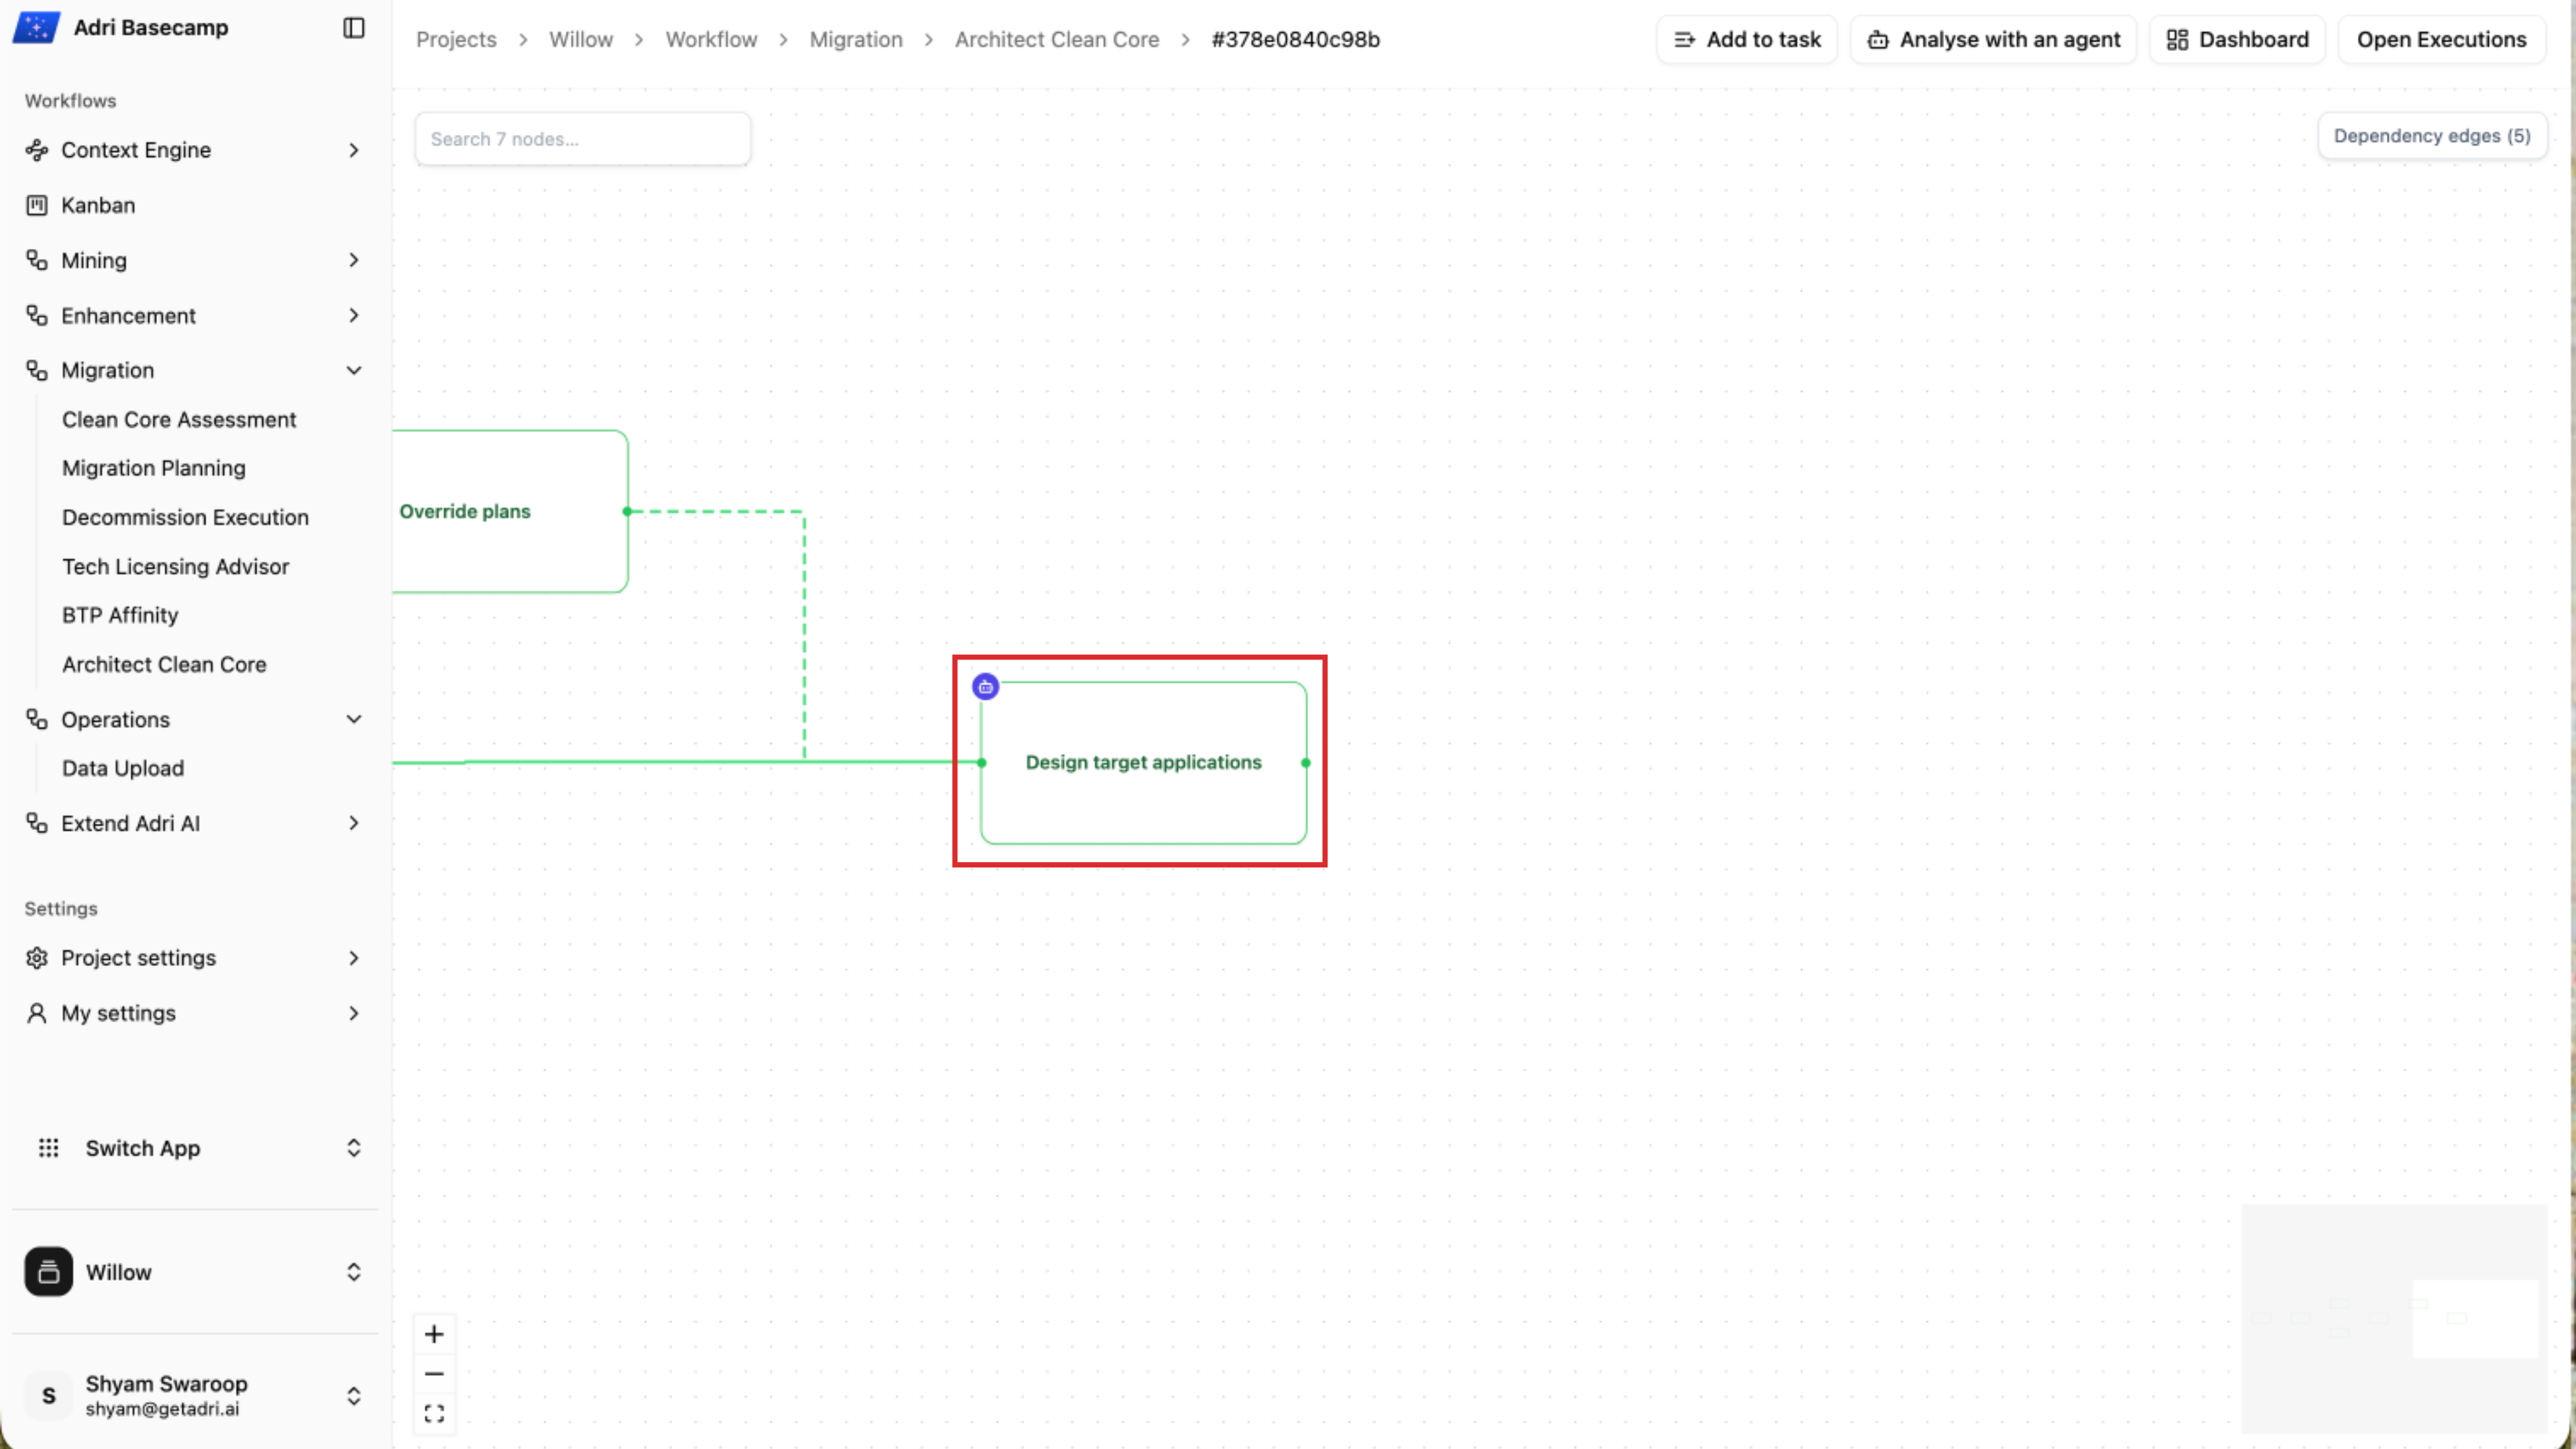 Adri Basecamp
Projects > Willow > Workflow > Migration > Architect Clean Core > #378e0840c98b
Add to task
Analyse with an agent
Dashboard
Open Executions
Workflows
Context Engine
Kanban
Mining
Enhancement
Migration
Clean Core Assessment
Migration Planning
Decommission Execution
Tech Licensing Advisor
BTP Affinity
Architect Clean Core
Operations
Data Upload
Extend Adri AI
Settings
Project settings
My settings
Switch App
Willow
S
Shyam Swaroop
shyam@getadri.ai
Search 7 nodes...
Dependency edges (5)
Override plans
Design target applications